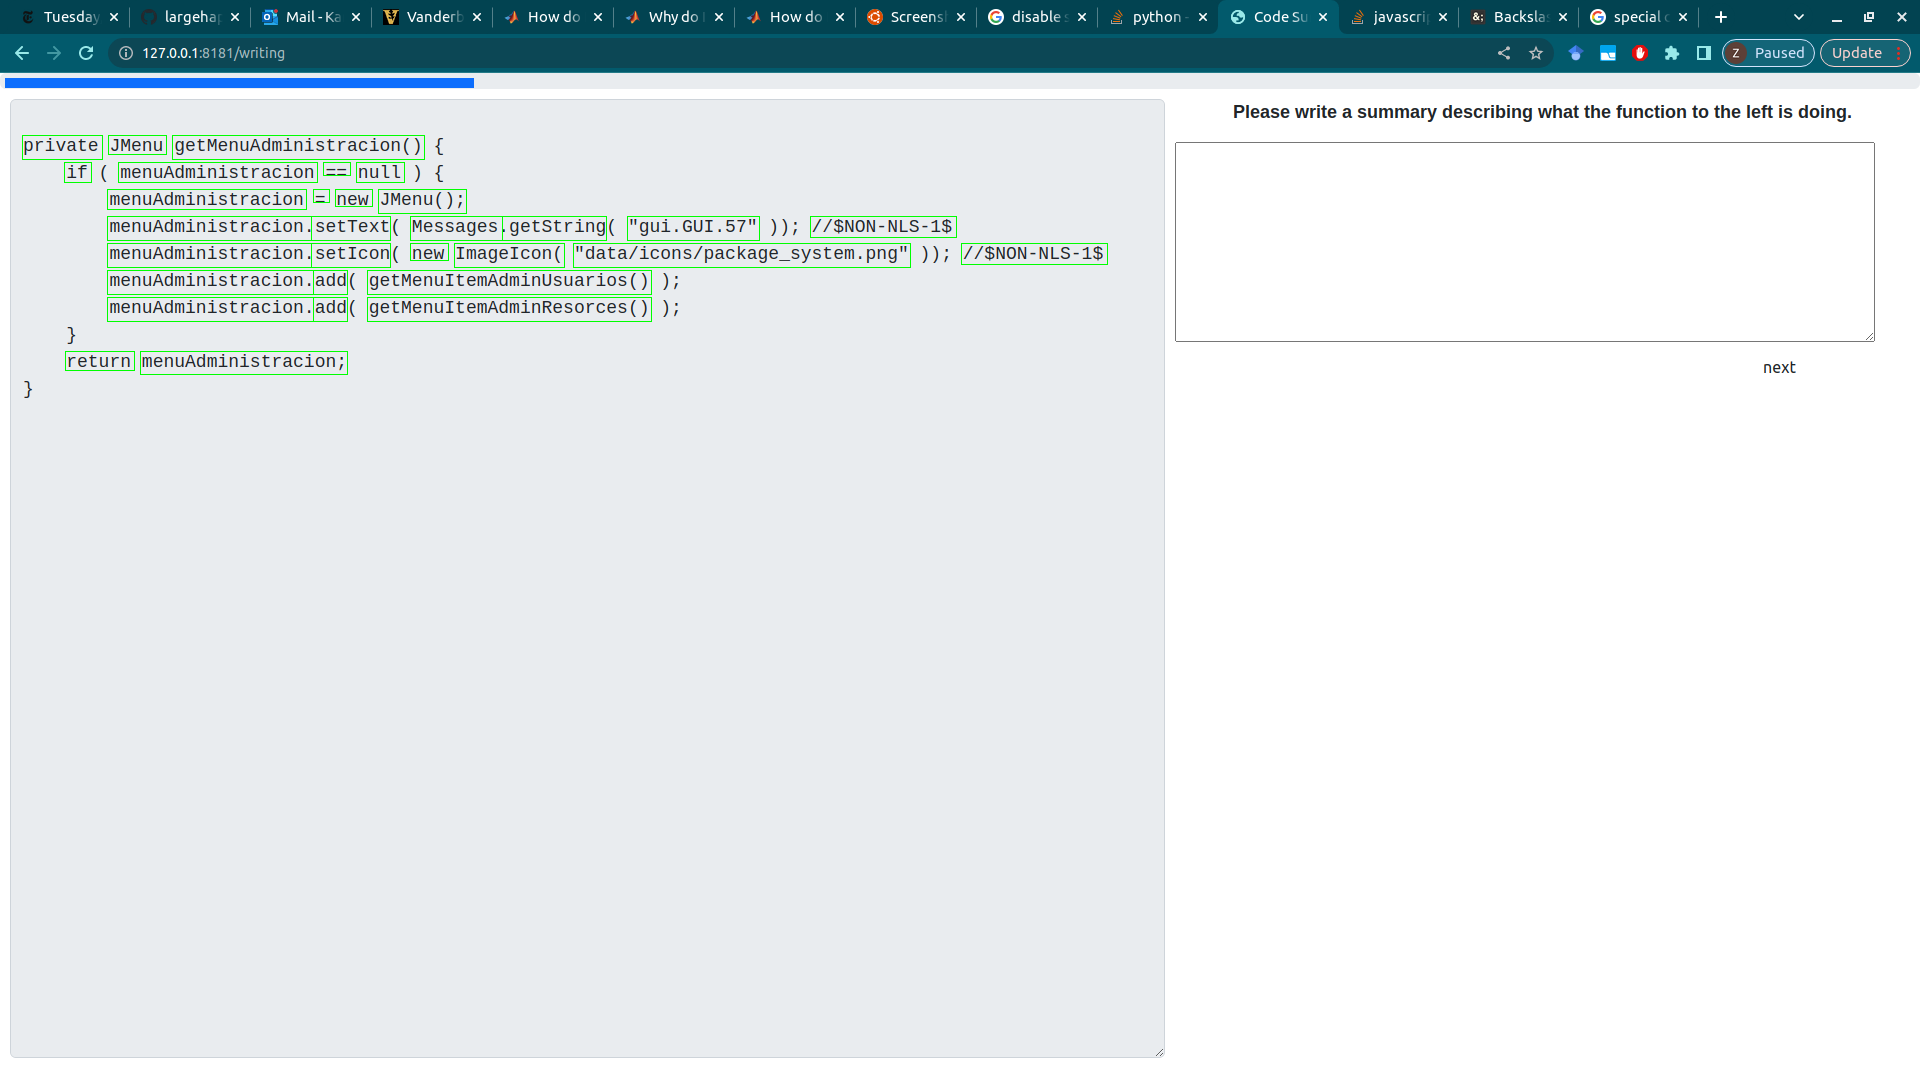 Tuesday
largehap
Mail - Ka
Vanderb
How do
Why do
How do
Screens
disable s
python -
Code Su
javascrip
Backslas
special c
127.0.0.1:8181/writing
Z Paused
Update
private JMenu getMenuAdministracion() {
if ( menuAdministracion == null ) {
menuAdministracion = new JMenu();
menuAdministracion.setText( Messages.getString( "gui.GUI.57" )); //$NON-NLS-1$
menuAdministracion.setIcon( new ImageIcon( "data/icons/package_system.png" )); //$NON-NLS-1$
menuAdministracion.add( getMenuItemAdminUsuarios() );
menuAdministracion.add( getMenuItemAdminResorces() );
}
return menuAdministracion;
}
Please write a summary describing what the function to the left is doing.
next